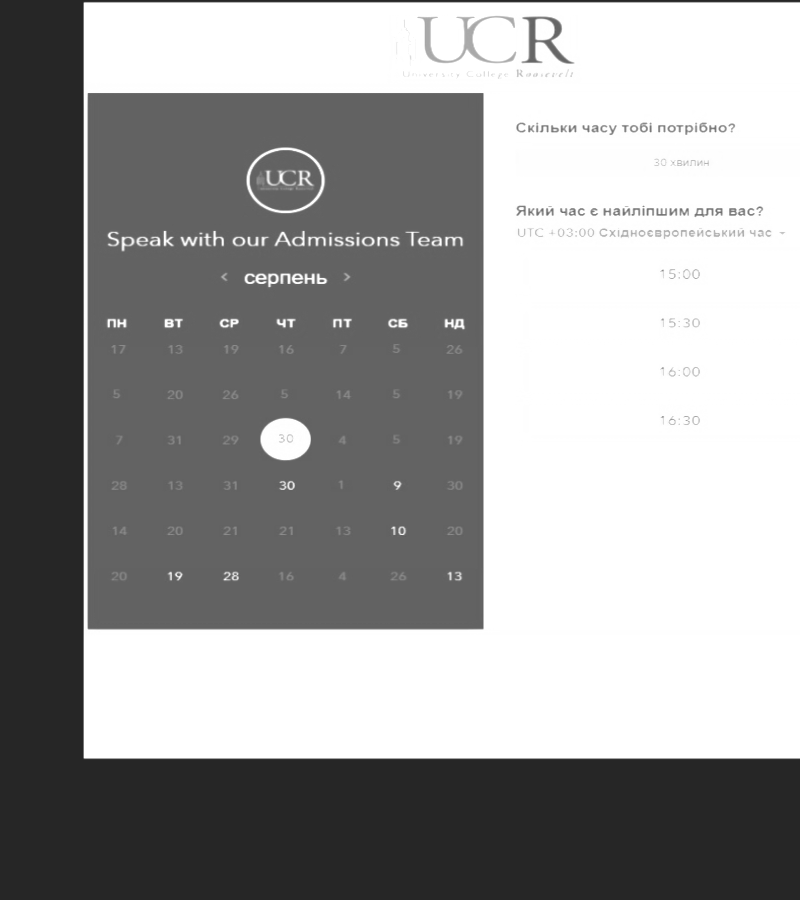 UCR
University College Roosevelt
UCR
Speak with our Admissions Team
< серпень >
ПН ВТ СР ЧТ ПТ СБ НД
17 13 19 16 7 5 26
5 20 26 5 14 5 19
7 31 29 30 4 5 19
28 13 31 30 1 9 30
14 20 21 21 13 10 20
20 19 28 16 4 26 13
Скільки часу тобі потрібно?
30 хвилин
Який час є найліпшим для вас?
UTC +03:00 Східноєвропейський час
15:00
15:30
16:00
16:30